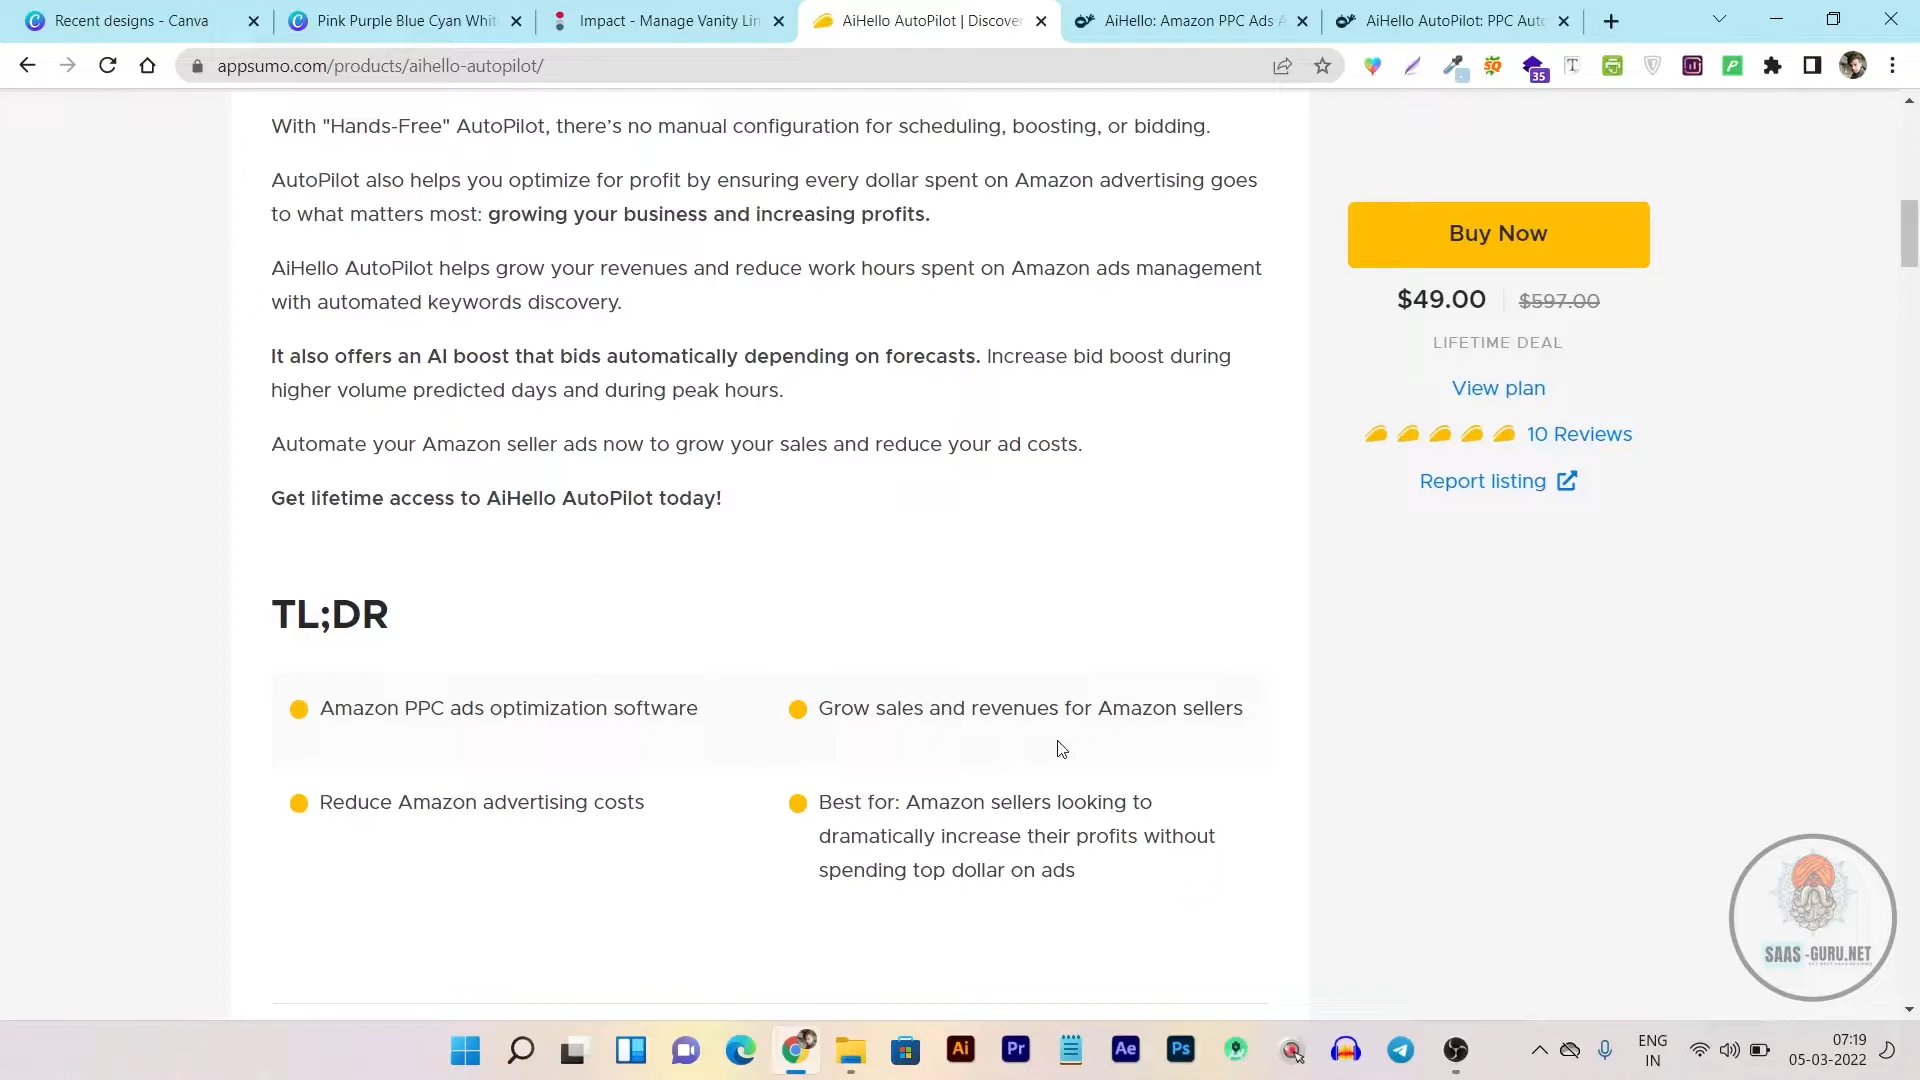 Recent designs - Canva
Pink Purple Blue Cyan Whit
Impact - Manage Vanity Lin
AiHello AutoPilot | Discover
AiHello: Amazon PPC Ads A
AiHello AutoPilot: PPC Auto
appsumo.com/products/aihello-autopilot/
35
With "Hands-Free" AutoPilot, there’s no manual configuration for scheduling, boosting, or bidding.
AutoPilot also helps you optimize for profit by ensuring every dollar spent on Amazon advertising goes
to what matters most: growing your business and increasing profits.
AiHello AutoPilot helps grow your revenues and reduce work hours spent on Amazon ads management
with automated keywords discovery.
It also offers an AI boost that bids automatically depending on forecasts. Increase bid boost during
higher volume predicted days and during peak hours.
Automate your Amazon seller ads now to grow your sales and reduce your ad costs.
Get lifetime access to AiHello AutoPilot today!
Buy Now
$49.00 $597.00
LIFETIME DEAL
View plan
10 Reviews
Report listing
TL;DR
Amazon PPC ads optimization software
Grow sales and revenues for Amazon sellers
Reduce Amazon advertising costs
Best for: Amazon sellers looking to
dramatically increase their profits without
spending top dollar on ads
SAAS-GURU.NET
Ai
Pr
Ae
Ps
ENG
IN
07:19
05-03-2022